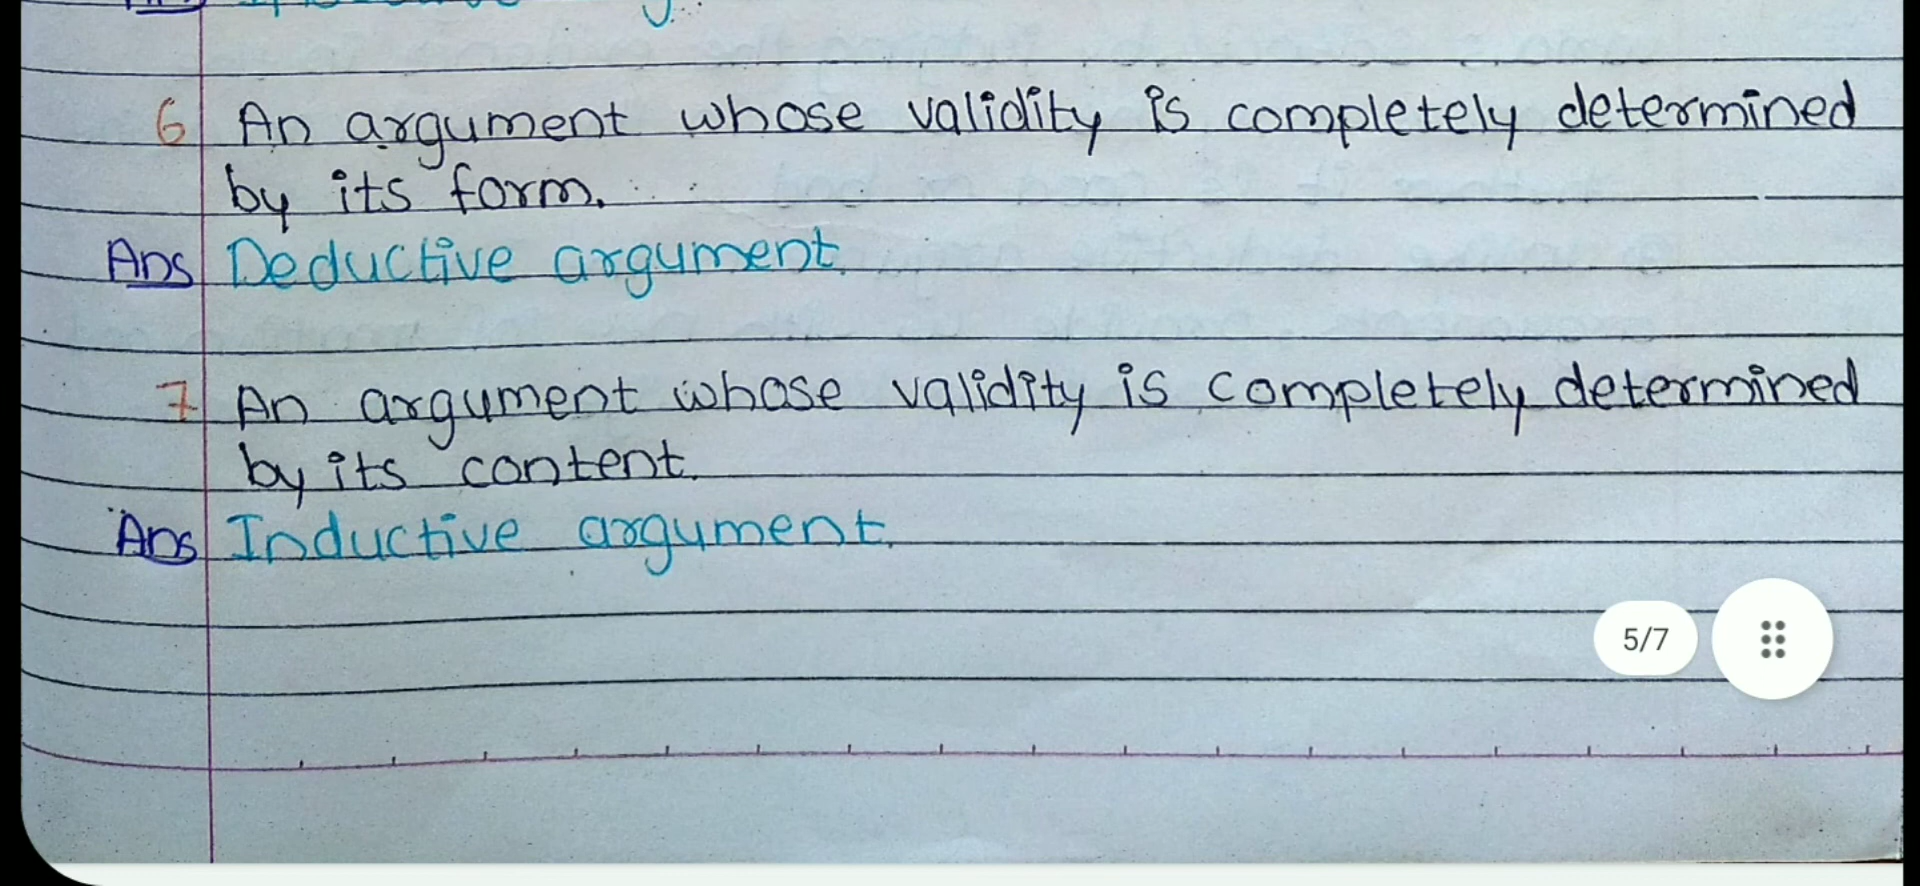 6 An argument whose validity is completely determined
by its form.
Ans Deductive argument.
7 An argument whose validity is completely determined
by its content.
Ans Inductive argument.
5/7